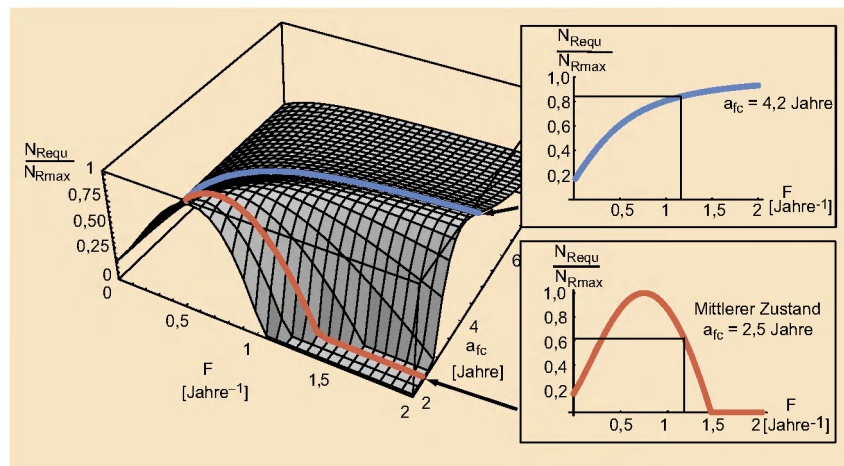 N_Requ
N_Rmax
1
0,75
0,50
0,25
0
0
0,5
1
1,5
2
F
[Jahre⁻¹]
2
4
6
a_fc
[Jahre]
N_Requ
N_Rmax
1,0
0,8
0,6
0,4
0,2
a_fc = 4,2 Jahre
0,5 1 1,5 2
F
[Jahre⁻¹]
N_Requ
N_Rmax
1,0
0,8
0,6
0,4
0,2
Mittlerer Zustand
a_fc = 2,5 Jahre
0,5 1 1,5 2
F
[Jahre⁻¹]